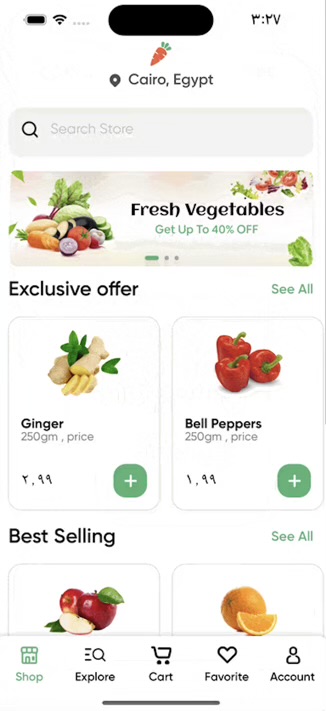 ٣:٢٧
Cairo, Egypt
Search Store
Fresh Vegetables
Get Up To 40% OFF
Exclusive offer
See All
Ginger
250gm , price
٢,٩٩
Bell Peppers
250gm , price
١,٩٩
Best Selling
See All
Shop
Explore
Cart
Favorite
Account